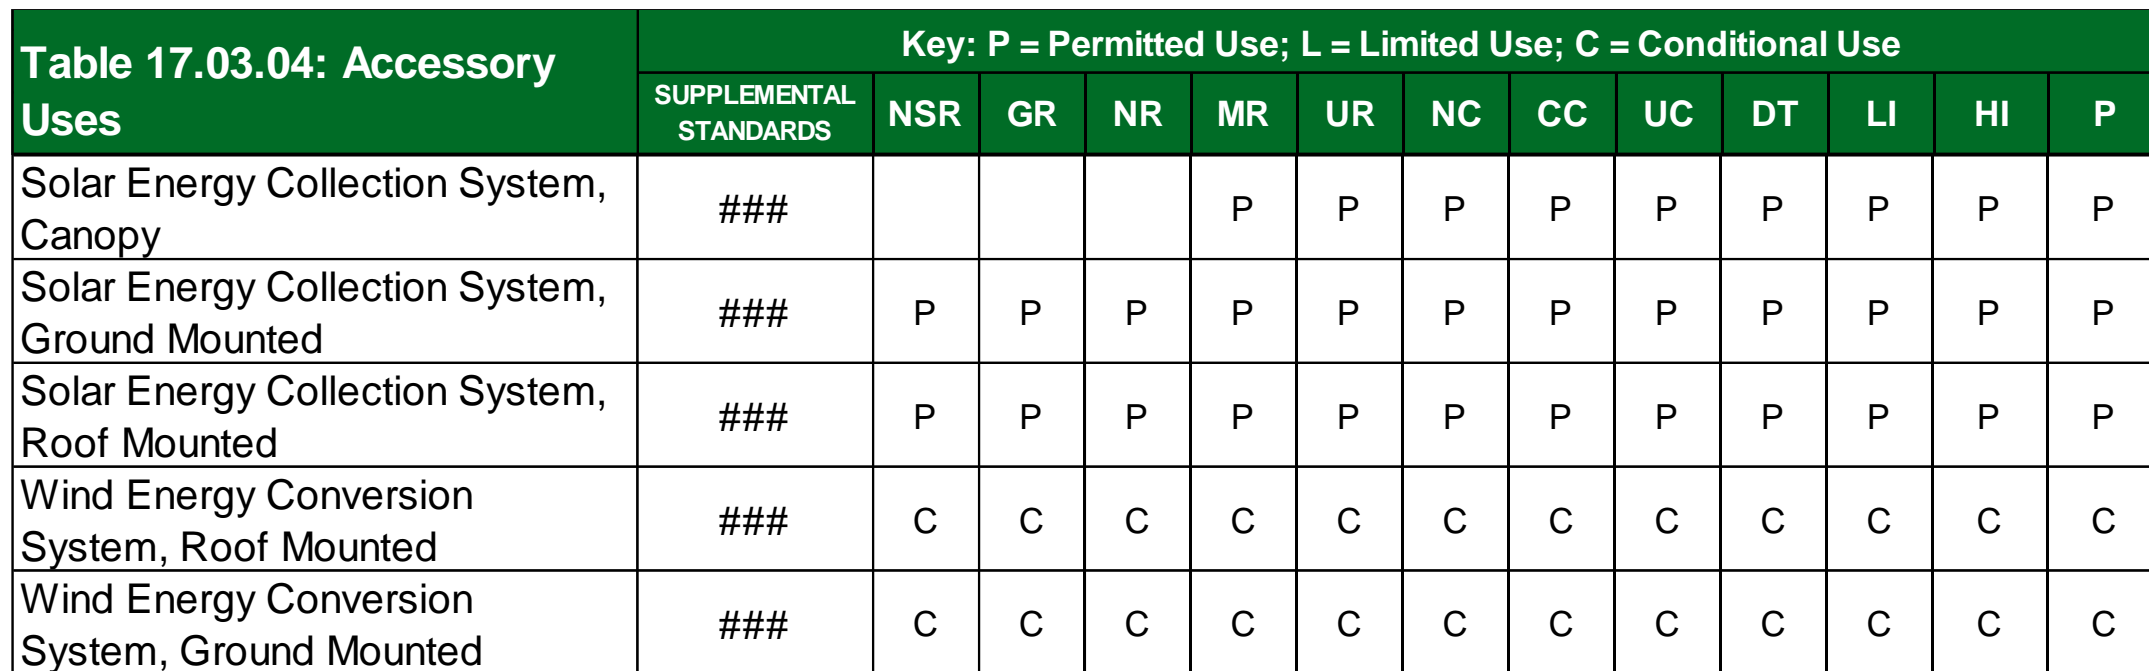 Table 17.03.04: Accessory Uses
Key: P = Permitted Use; L = Limited Use; C = Conditional Use
SUPPLEMENTAL STANDARDS NSR GR NR MR UR NC CC UC DT LI HI P
Solar Energy Collection System,
Canopy
### P P P P P P P P P
Solar Energy Collection System,
Ground Mounted
### P P P P P P P P P P P P
Solar Energy Collection System,
Roof Mounted
### P P P P P P P P P P P P
Wind Energy Conversion
System, Roof Mounted
### C C C C C C C C C C C C
Wind Energy Conversion
System, Ground Mounted
### C C C C C C C C C C C C